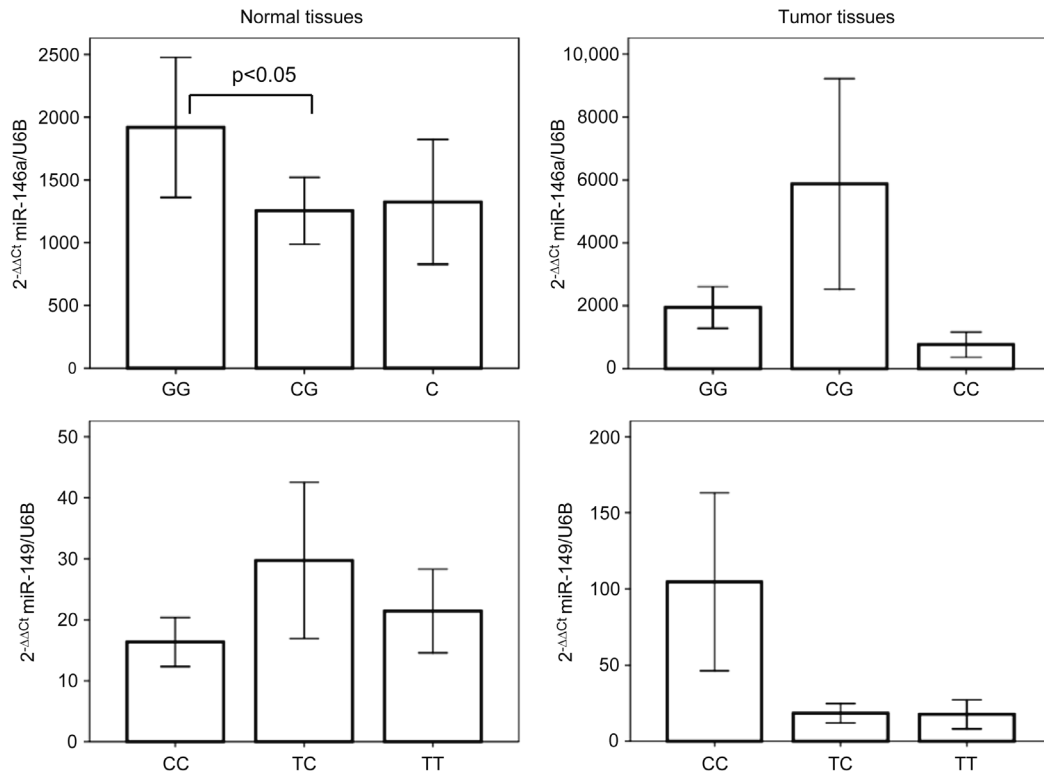 Normal tissues
2-ΔΔCt miR-146a/U6B
2500
2000
1500
1000
500
0
p<0.05
GG CG C
Tumor tissues
2-ΔΔCt miR-146a/U6B
10,000
8000
6000
4000
2000
0
GG CG CC
2-ΔΔCt miR-149/U6B
50
40
30
20
10
0
CC TC TT
2-ΔΔCt miR-149/U6B
200
150
100
50
0
CC TC TT